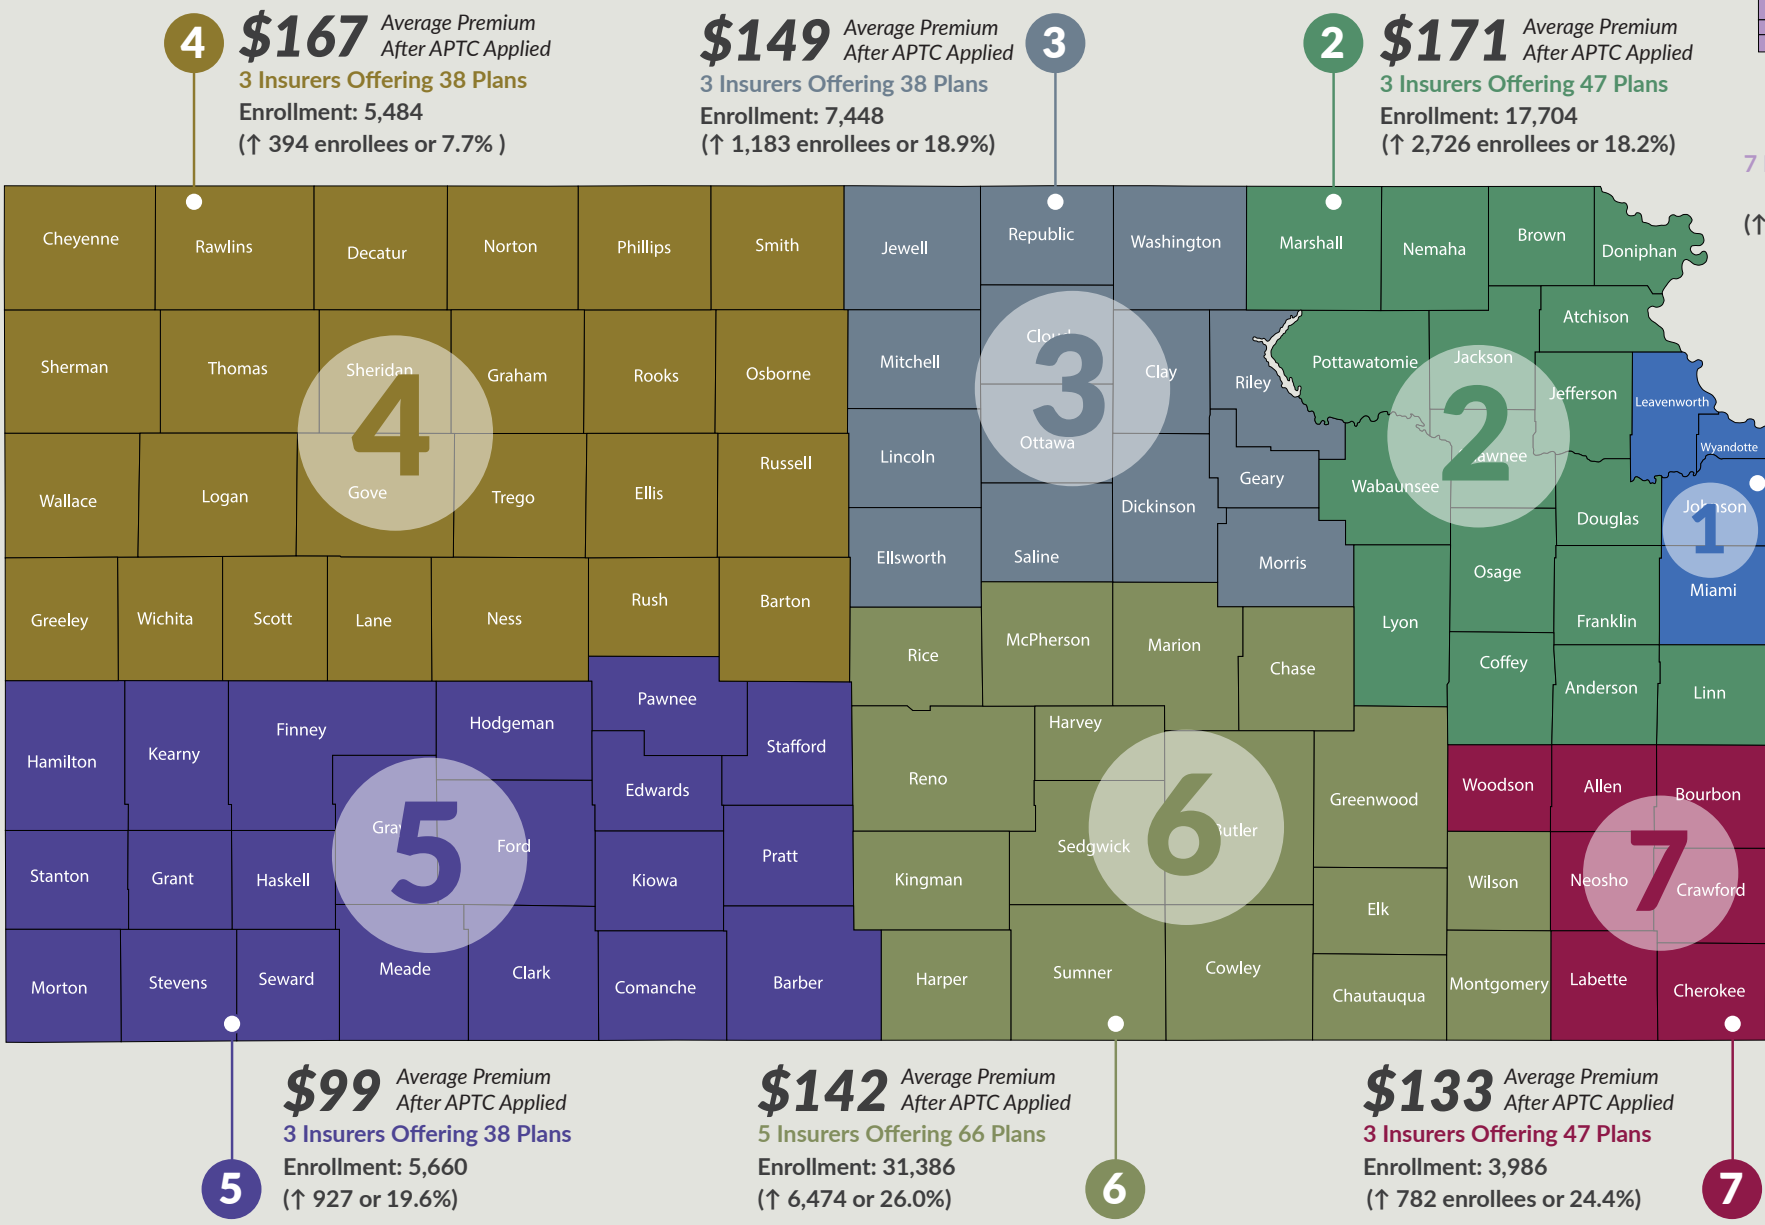 4
$167 Average Premium
After APTC Applied
3 Insurers Offering 38 Plans
Enrollment: 5,484
(↑ 394 enrollees or 7.7% )
$149 Average Premium
After APTC Applied
3
3 Insurers Offering 38 Plans
Enrollment: 7,448
(↑ 1,183 enrollees or 18.9%)
2
$171 Average Premium
After APTC Applied
3 Insurers Offering 47 Plans
Enrollment: 17,704
(↑ 2,726 enrollees or 18.2%)
7
(↑
Cheyenne
Rawlins
Decatur
Norton
Phillips
Smith
Jewell
Republic
Washington
Marshall
Nemaha
Brown
Doniphan
Sherman
Thomas
Sheridan
Graham
Rooks
Osborne
Mitchell
Cloud
Clay
Riley
Pottawatomie
Jackson
Atchison
Jefferson
Leavenworth
Wyandotte
4
3
2
1
Wallace
Logan
Gove
Trego
Ellis
Russell
Lincoln
Ottawa
Dickinson
Geary
Wabaunsee
Douglas
Johnson
Greeley
Wichita
Scott
Lane
Ness
Rush
Barton
Ellsworth
Saline
Morris
Lyon
Osage
Franklin
Miami
Rice
McPherson
Marion
Chase
Coffey
Anderson
Linn
Hamilton
Kearny
Finney
Hodgeman
Pawnee
Stafford
Reno
Harvey
Edwards
Greenwood
Woodson
Allen
Bourbon
Stanton
Grant
Haskell
Ford
Kiowa
Pratt
Kingman
Sedgwick
Butler
Elk
Wilson
Neosho
Crawford
5
6
7
Morton
Stevens
Seward
Meade
Clark
Comanche
Barber
Harper
Sumner
Cowley
Chautauqua
Montgomery
Labette
Cherokee
$99 Average Premium
After APTC Applied
3 Insurers Offering 38 Plans
Enrollment: 5,660
(↑ 927 or 19.6%)
5
$142 Average Premium
After APTC Applied
5 Insurers Offering 66 Plans
Enrollment: 31,386
(↑ 6,474 or 26.0%)
6
$133 Average Premium
After APTC Applied
3 Insurers Offering 47 Plans
Enrollment: 3,986
(↑ 782 enrollees or 24.4%)
7